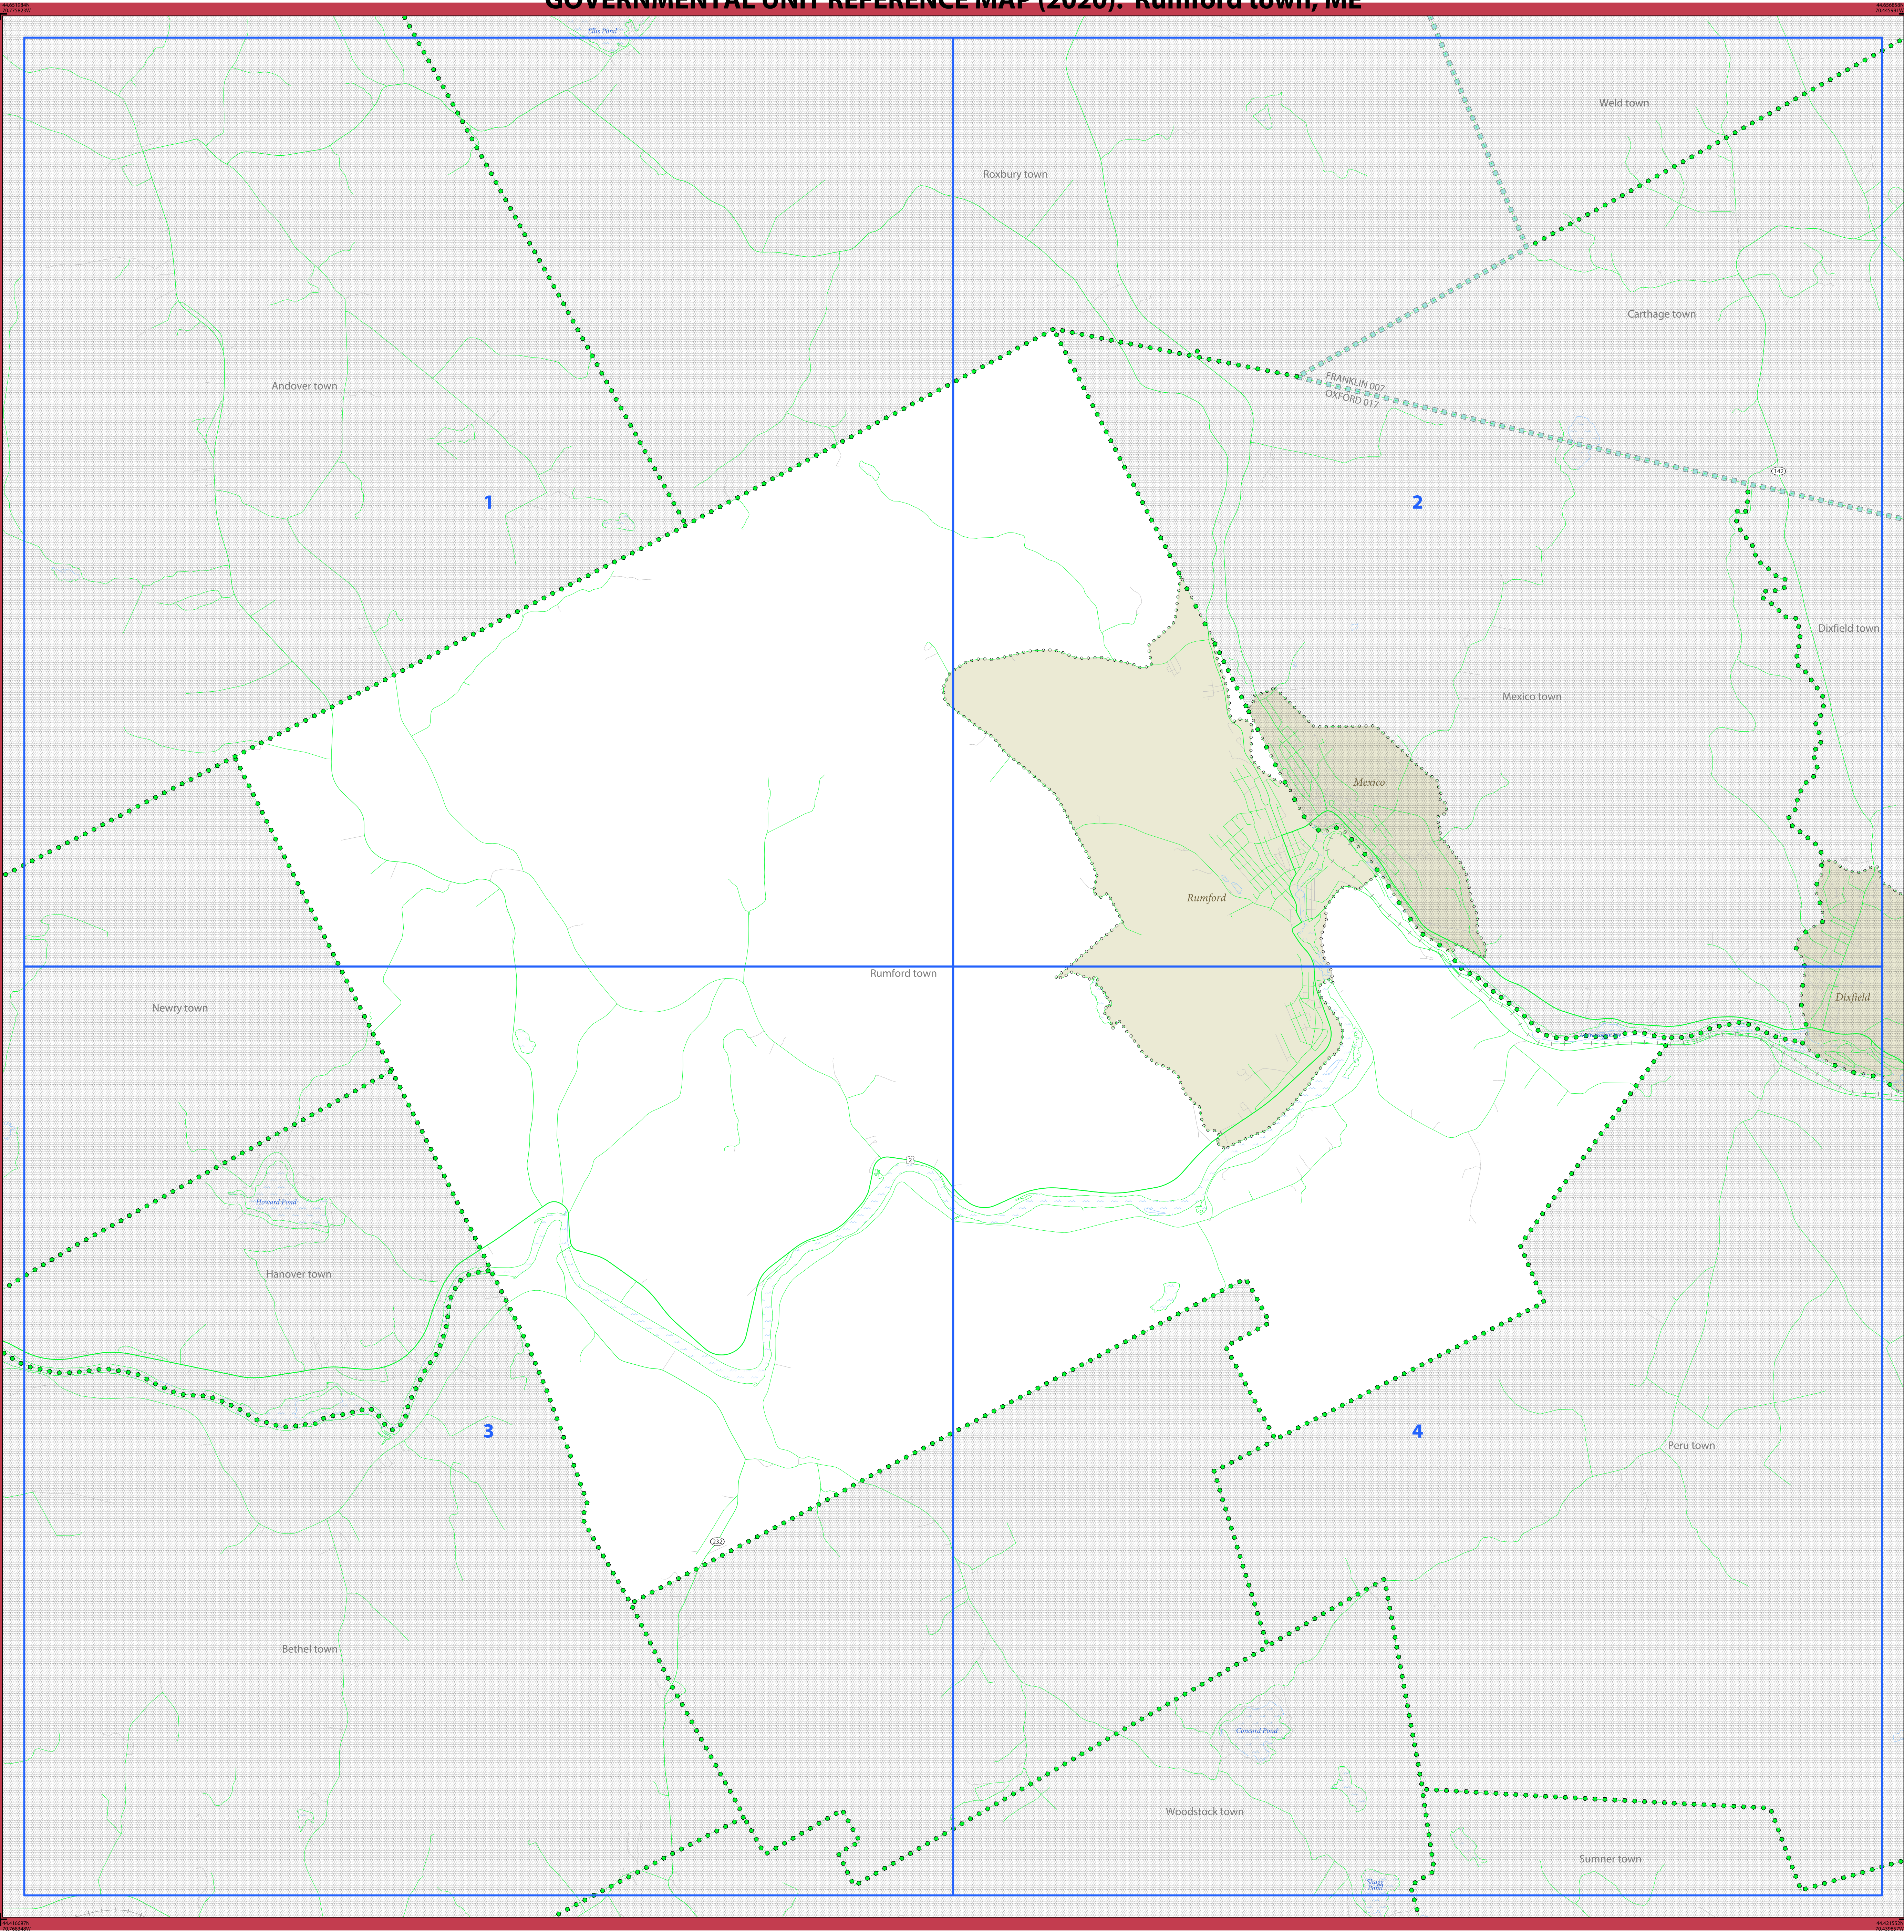 GOVERNMENTAL UNIT REFERENCE MAP (2020): Rumford town, ME
Ellis Pond
Weld town
Roxbury town
Carthage town
FRANKLIN 007
OXFORD 017
Andover town
142
1
2
Dixfield town
Mexico town
Mexico
Rumford
Rumford town
Dixfield
Newry town
2
Howard Pond
Hanover town
3
4
Peru town
232
Bethel town
Concord Pond
Woodstock town
Sumner town
Shagg
Pond